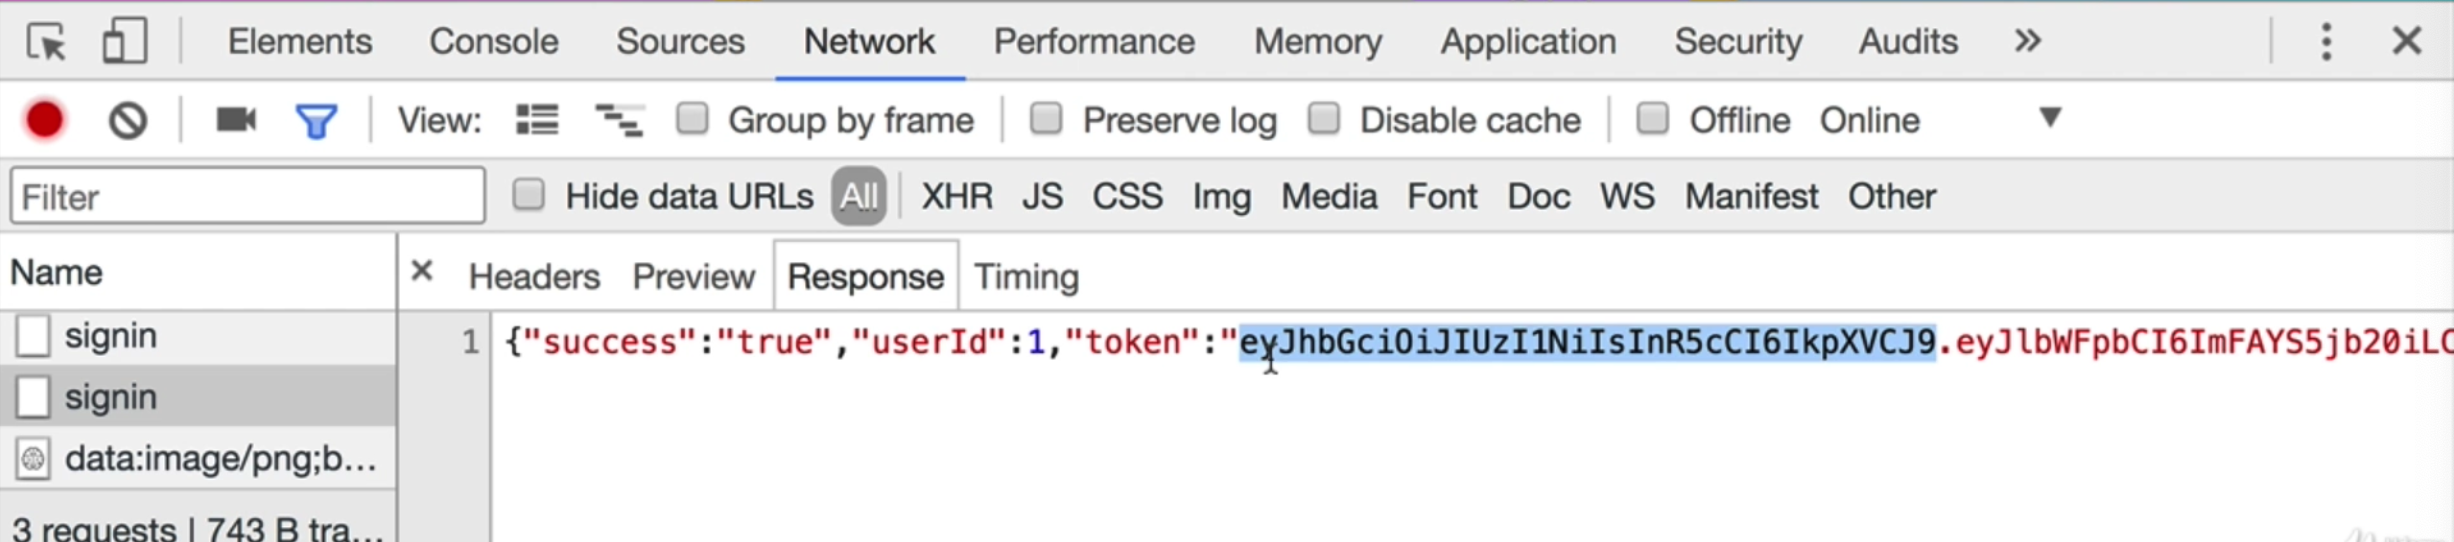 Elements Console Sources Network Performance Memory Application Security Audits »
View: Group by frame Preserve log Disable cache Offline Online ▼
Filter Hide data URLs All XHR JS CSS Img Media Font Doc WS Manifest Other
Name × Headers Preview Response Timing
signin
1 {"success":"true","userId":1,"token":"eyJhbGciOiJIUzI1NiIsInR5cCI6IkpXVCJ9.eyJlbWFpbCI6ImFAYS5jb20iLC
signin
data:image/png;b...
3 requests | 743 B tra...